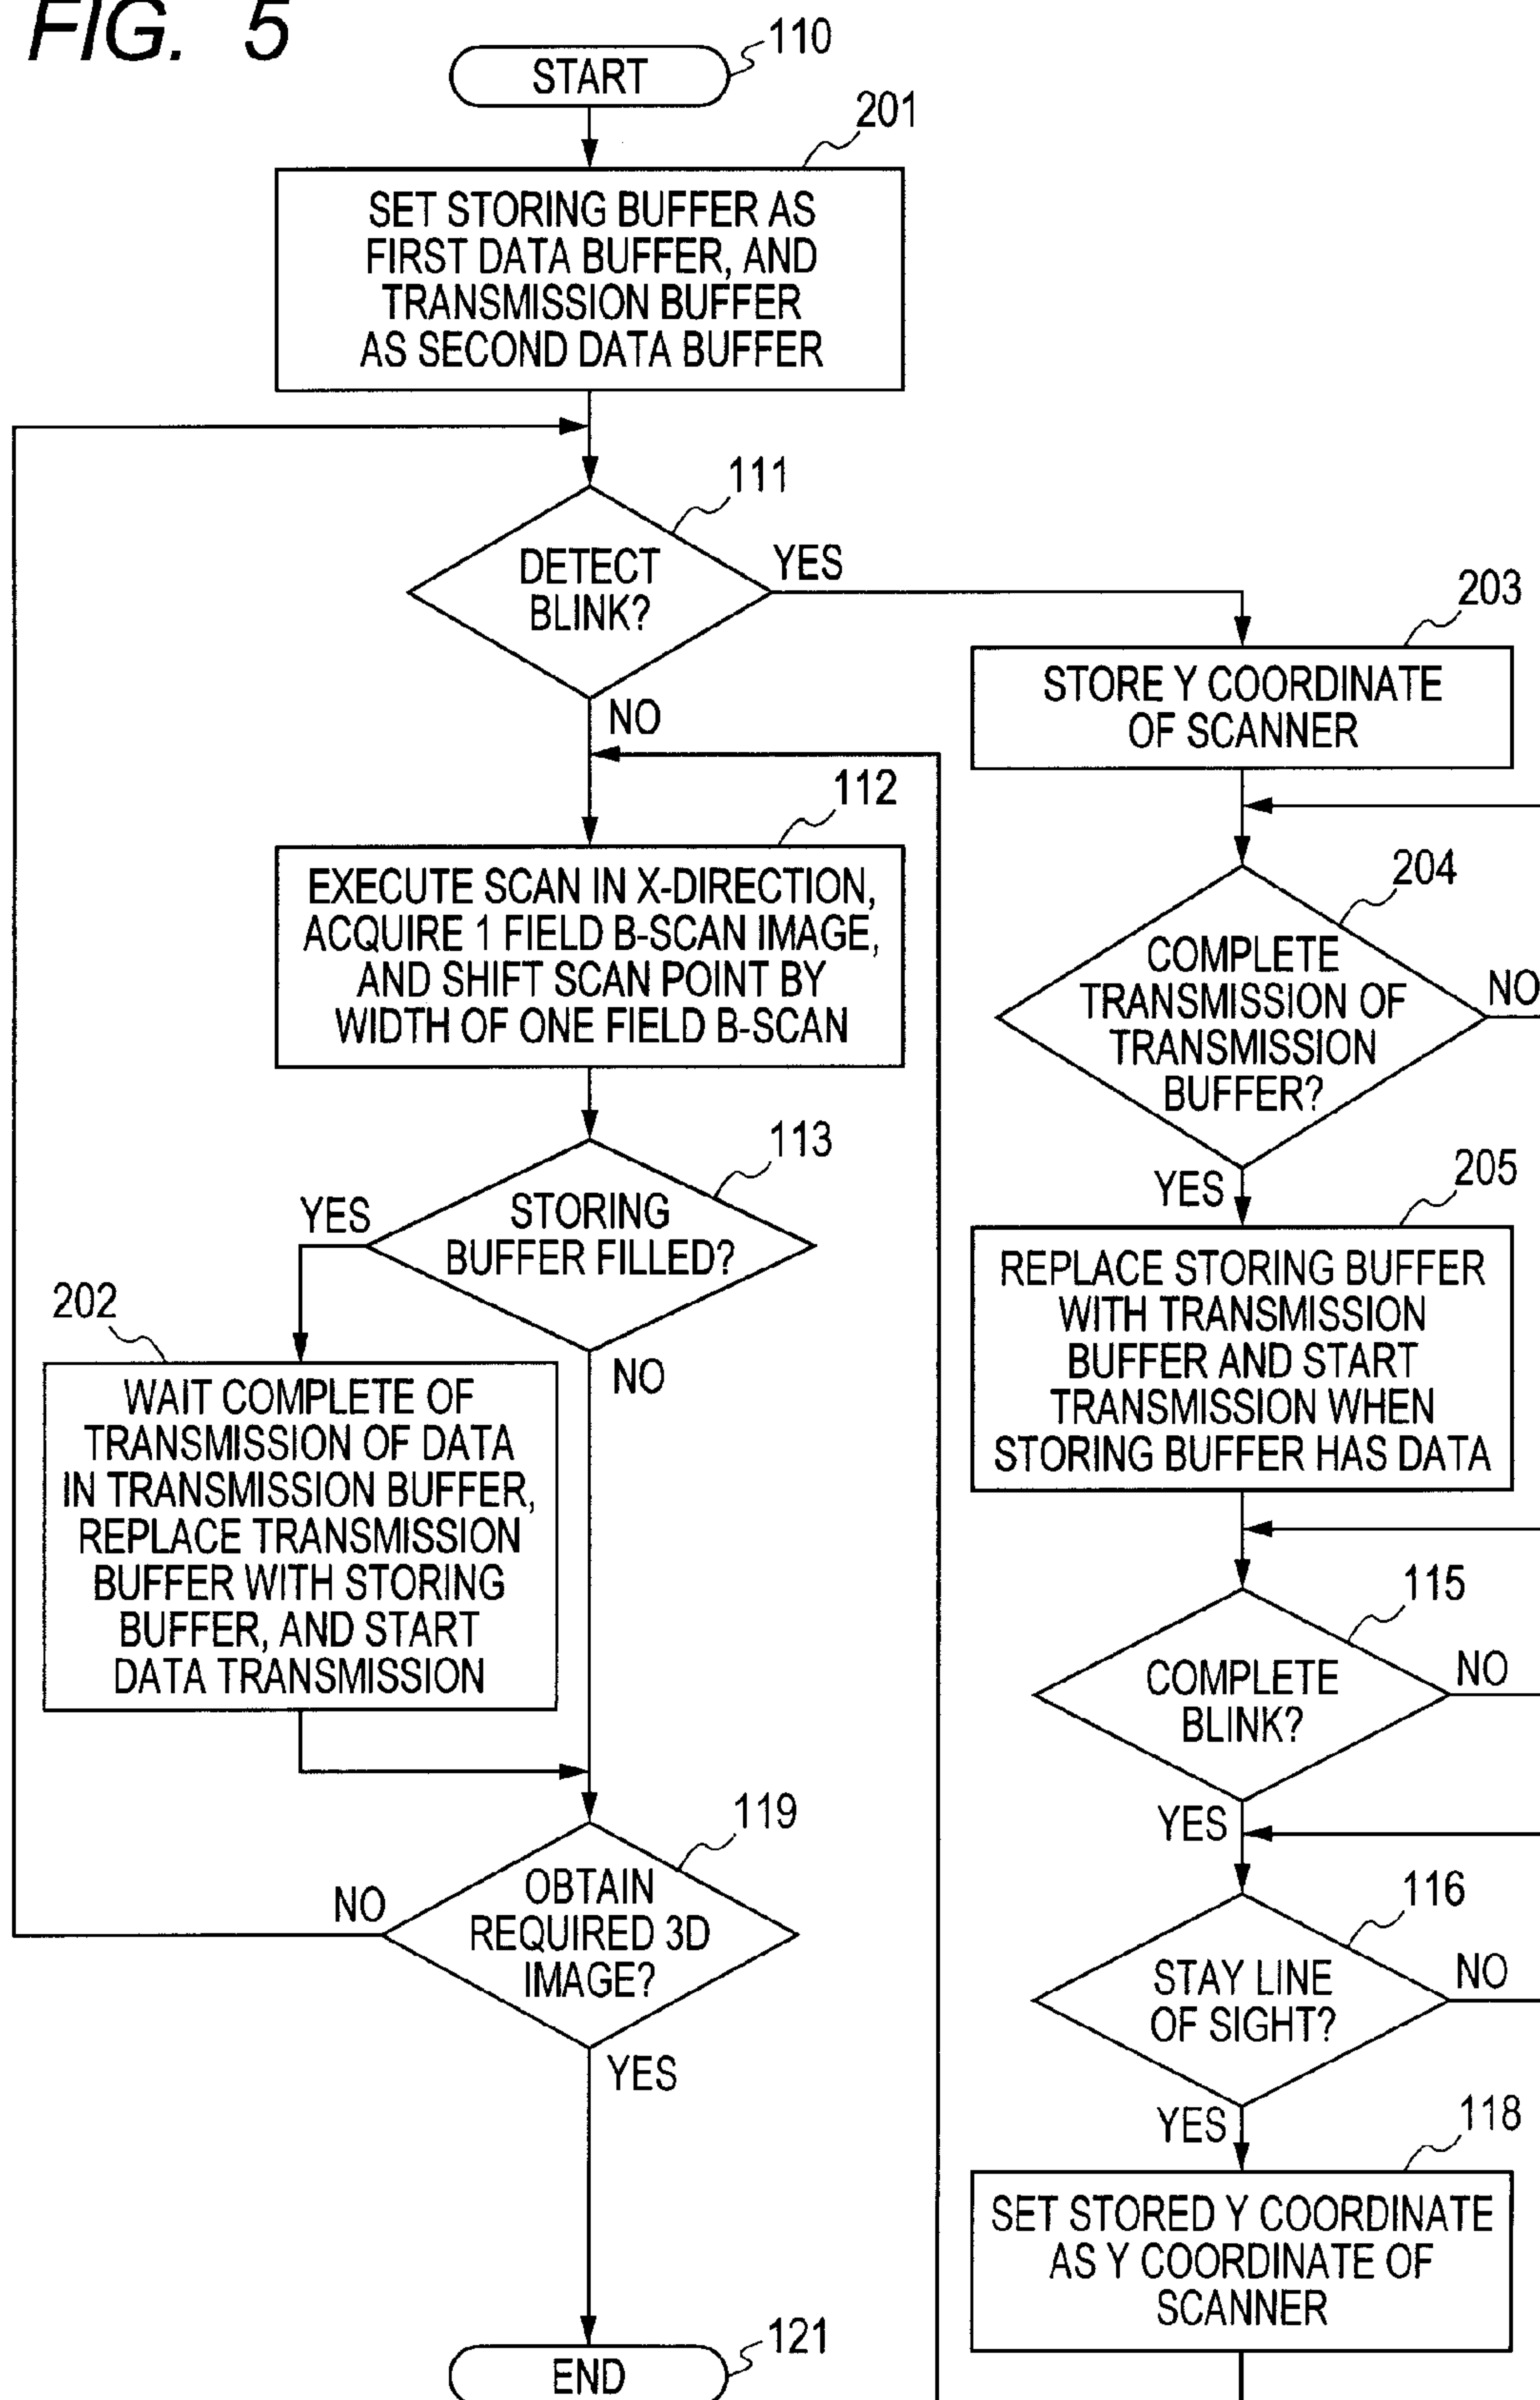 FIG. 5
START
110
201
SET STORING BUFFER AS
FIRST DATA BUFFER, AND
TRANSMISSION BUFFER
AS SECOND DATA BUFFER
111
DETECT
BLINK?
YES
NO
112
EXECUTE SCAN IN X-DIRECTION,
ACQUIRE 1 FIELD B-SCAN IMAGE,
AND SHIFT SCAN POINT BY
WIDTH OF ONE FIELD B-SCAN
113
STORING
BUFFER FILLED?
YES
NO
202
WAIT COMPLETE OF
TRANSMISSION OF DATA
IN TRANSMISSION BUFFER,
REPLACE TRANSMISSION
BUFFER WITH STORING
BUFFER, AND START
DATA TRANSMISSION
119
OBTAIN
REQUIRED 3D
IMAGE?
NO
YES
121
END
203
STORE Y COORDINATE
OF SCANNER
204
COMPLETE
TRANSMISSION OF
TRANSMISSION
BUFFER?
NO
YES
205
REPLACE STORING BUFFER
WITH TRANSMISSION
BUFFER AND START
TRANSMISSION WHEN
STORING BUFFER HAS DATA
115
COMPLETE
BLINK?
NO
YES
116
STAY LINE
OF SIGHT?
NO
YES
118
SET STORED Y COORDINATE
AS Y COORDINATE OF
SCANNER